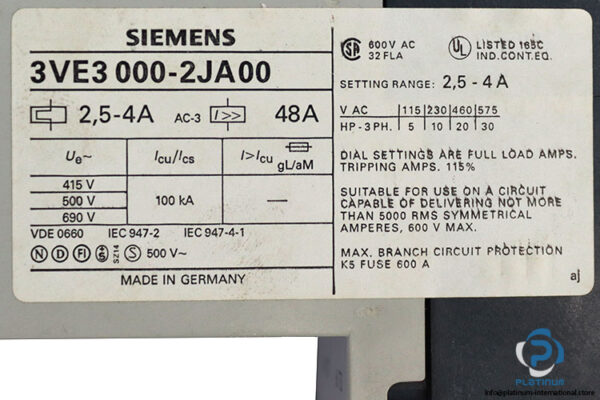 SIEMENS
3VE3 000-2JA00
2,5-4A AC-3 I>> 48A
Ue~ Icu/Ics I>Icu gL/aM
415 V
500 V 100 kA —
690 V
VDE 0660 IEC 947-2 IEC 947-4-1
N D FI S SZ14 S 500 V~
MADE IN GERMANY
SA 600 V AC
32 FLA
UL LISTED 165C
IND.CONT.EQ.
SETTING RANGE: 2,5 - 4 A
V AC 115 230 460 575
HP - 3 PH. 5 10 20 30
DIAL SETTINGS ARE FULL LOAD AMPS.
TRIPPING AMPS. 115%
SUITABLE FOR USE ON A CIRCUIT
CAPABLE OF DELIVERING NOT MORE
THAN 5000 RMS SYMMETRICAL
AMPERES, 600 V MAX.
MAX. BRANCH CIRCUIT PROTECTION
K5 FUSE 600 A
aj
PLATINUM
info@platinum-international.store